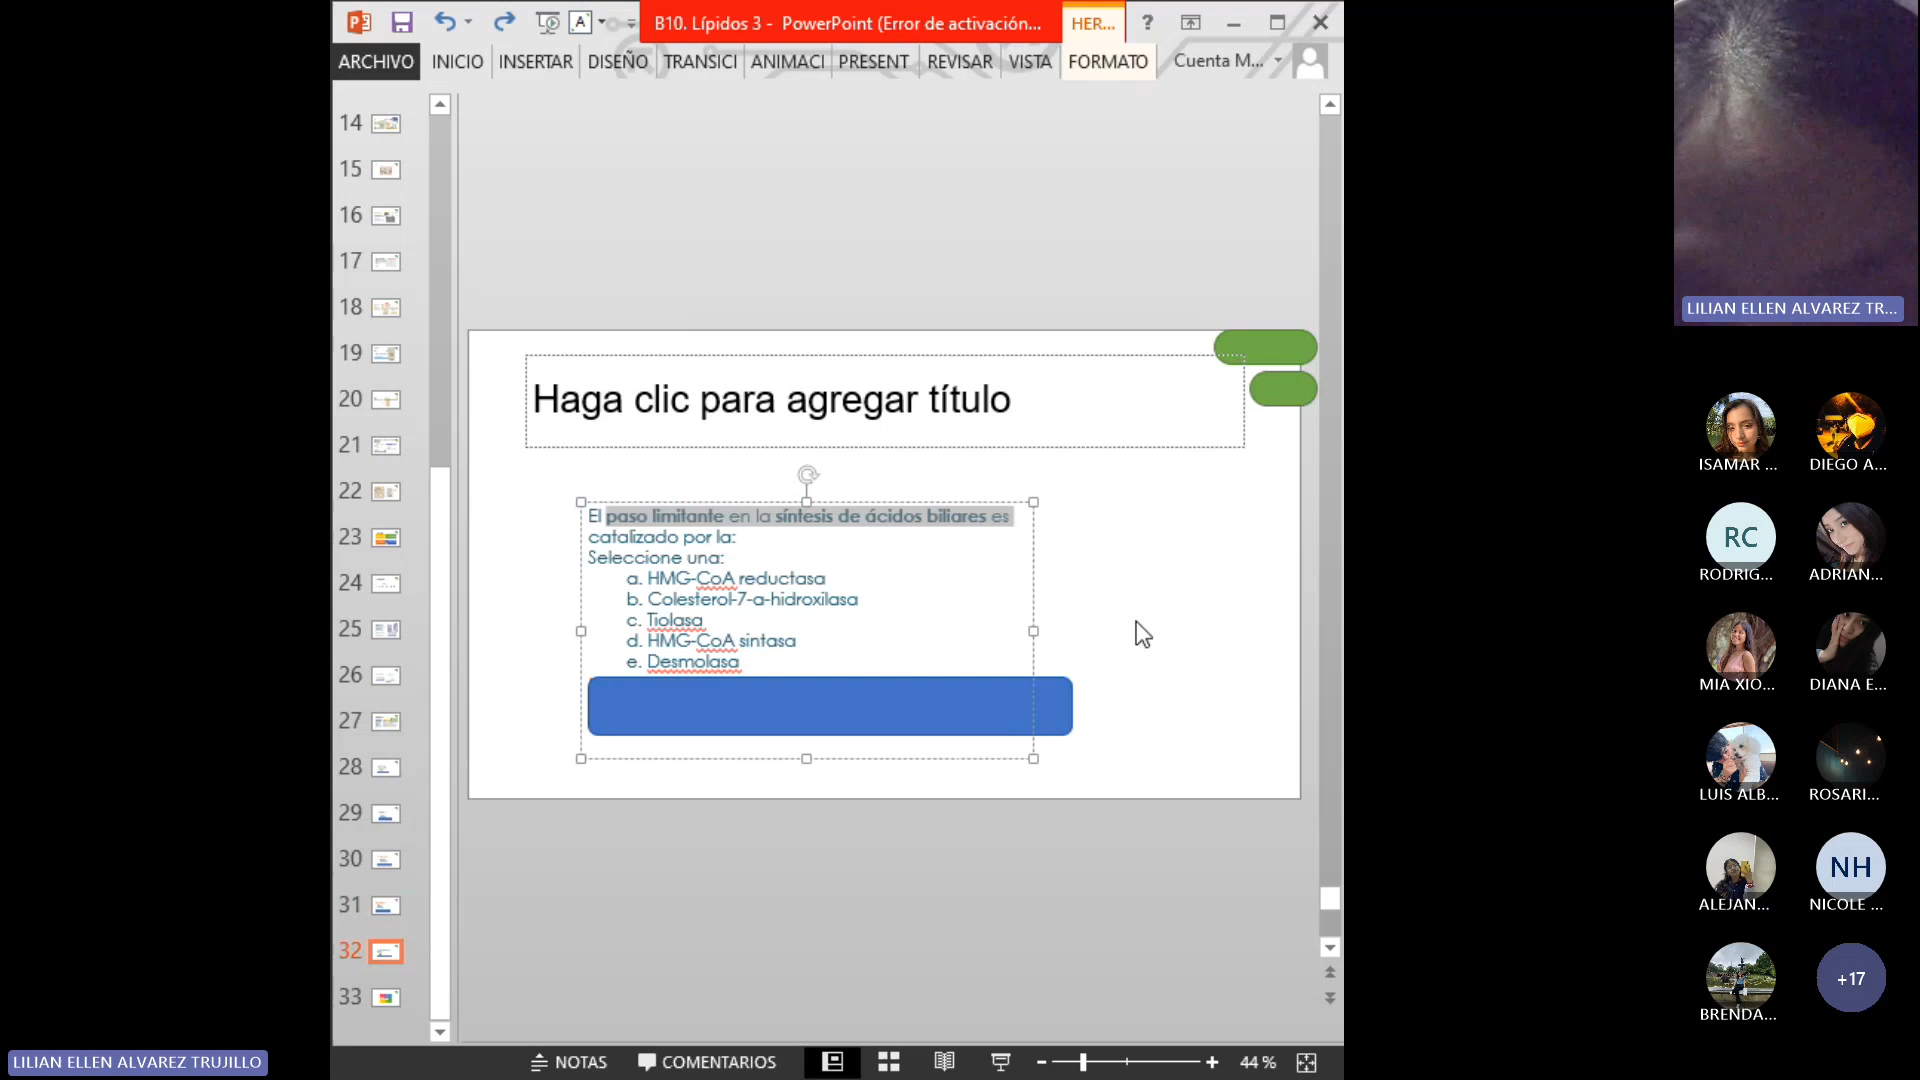 B10. Lípidos 3 - PowerPoint (Error de activación...
HER...
?
ARCHIVO INICIO INSERTAR DISEÑO TRANSICI ANIMACI PRESENT REVISAR VISTA FORMATO Cuenta M...
14
15
16
17
18
19
20
21
22
23
24
25
26
27
28
29
30
31
32
33
Haga clic para agregar título
El paso limitante en la síntesis de ácidos biliares es
catalizado por la:
Seleccione una:
a. HMG-CoA reductasa
b. Colesterol-7-a-hidroxilasa
c. Tiolasa
d. HMG-CoA sintasa
e. Desmolasa
NOTAS COMENTARIOS 44 %
LILIAN ELLEN ALVAREZ TRUJILLO
LILIAN ELLEN ALVAREZ TR...
ISAMAR ... DIEGO A...
RC
RODRIG... ADRIAN...
MIA XIO... DIANA E...
LUIS ALB... ROSARI...
NH
ALEJAN... NICOLE ...
+17
BRENDA...